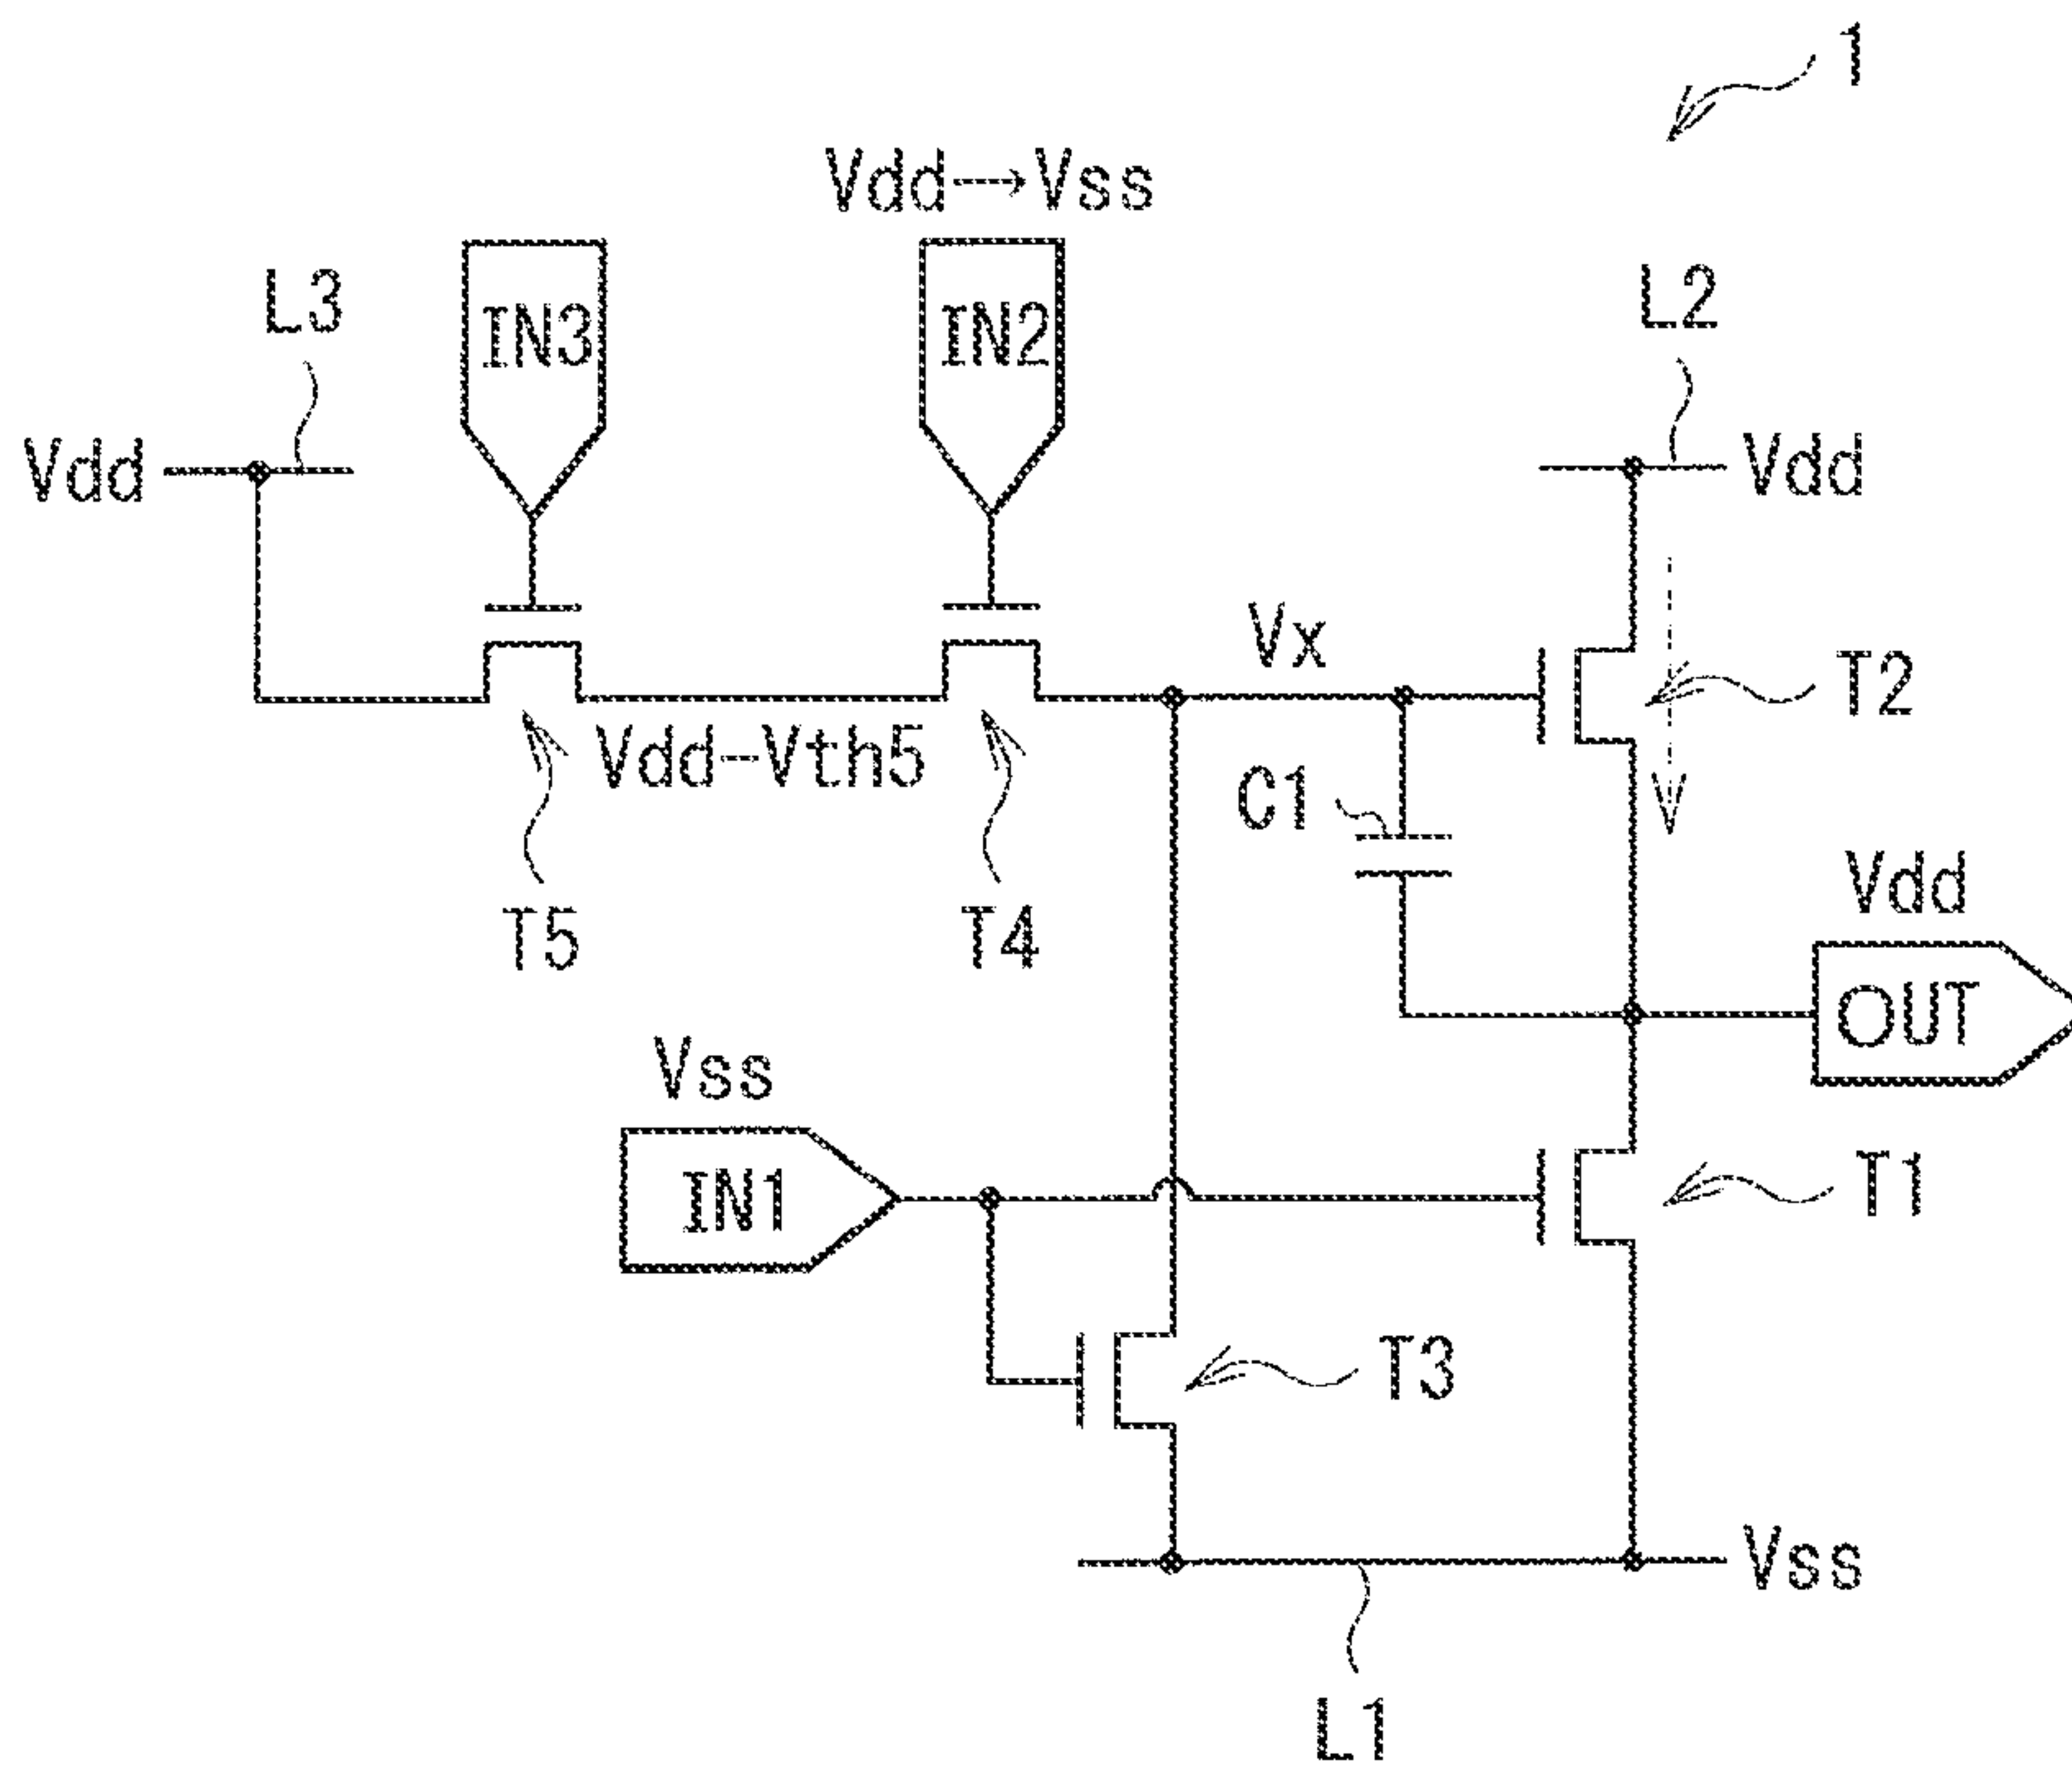 1
Vdd→Vss
L3
IN3
IN2
L2
Vdd
Vdd
Vx
T2
Vdd-Vth5
C1
T5
T4
Vdd
OUT
Vss
IN1
T1
T3
Vss
L1